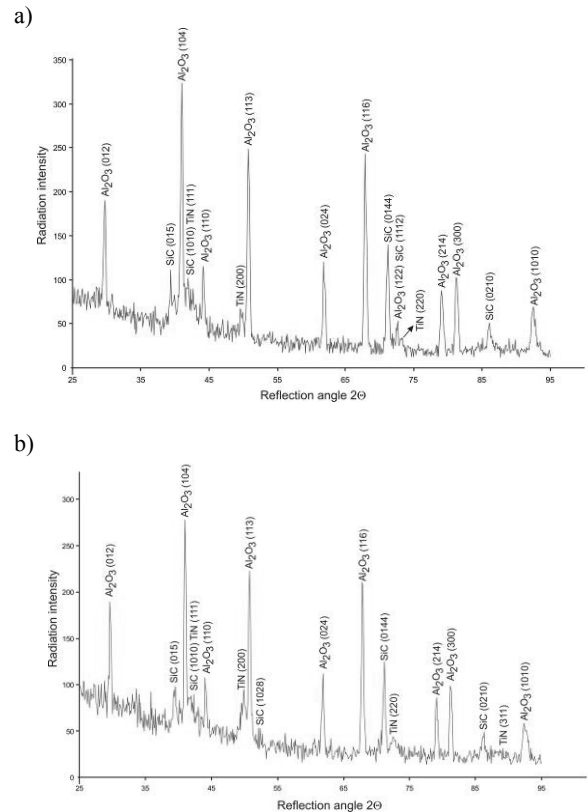 a)
350
300
250
200
150
100
50
0
Radiation intensity
Al2O3 (012)
SiC (015)
Al2O3 (104)
SiC (1010) TiN (111)
Al2O3 (110)
TiN (200)
Al2O3 (113)
Al2O3 (024)
Al2O3 (116)
SiC (0144)
Al2O3 (122) SiC (1112)
TiN (220)
Al2O3 (214)
Al2O3 (300)
SiC (0210)
Al2O3 (1010)
25 35 45 55 65 75 85 95
Reflection angle 2Θ
b)
300
250
200
150
100
50
0
Radiation intensity
Al2O3 (012)
SiC (015)
Al2O3 (104)
SiC (1010) TiN (111)
Al2O3 (110)
TiN (200)
Al2O3 (113)
SiC (1028)
Al2O3 (024)
Al2O3 (116)
SiC (0144)
TiN (220)
Al2O3 (214)
Al2O3 (300)
SiC (0210)
TiN (311)
Al2O3 (1010)
25 35 45 55 65 75 85 95
Reflection angle 2Θ